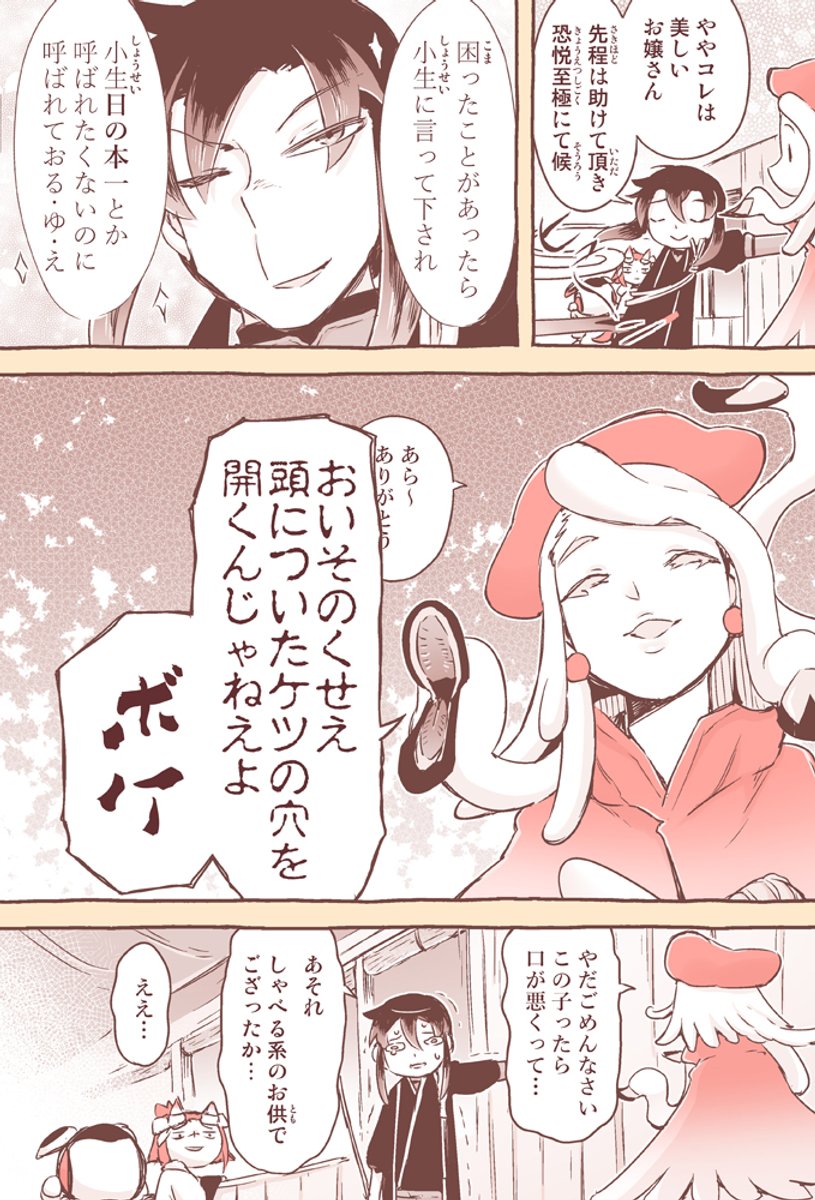 ややコレは
美しい
お嬢さん
先程は助けて頂き
恐悦至極にて候
困ったことがあったら
小生に言って下され
小生日の本一とか
呼ばれたくないのに
呼ばれておる・ゆ・え
あら〜
ありがとう
おいそのくせえ
頭についたケツの穴を
開くんじゃねえよ
ボケ
やだごめんなさい
この子ったら
口が悪くって…
あそれ
しゃべる系のお供で
ござったか…
ええ…